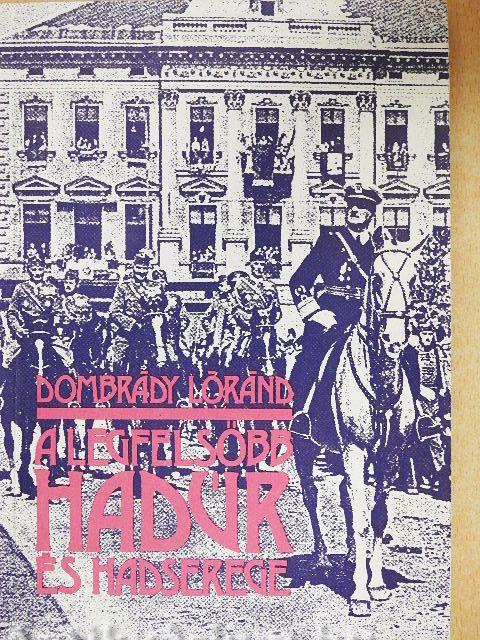 DOMBRÁDY LÓRÁND
A LEGFELSŐBB
HADÚR
ÉS HADSEREGE